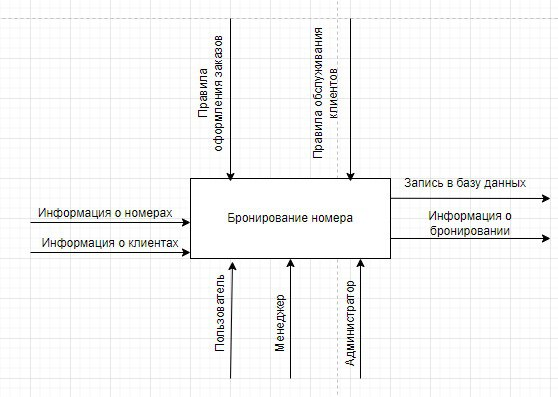 Правила
оформления заказов
Правила обслуживания
клиентов
Информация о номерах
Информация о клиентах
Бронирование номера
Запись в базу данных
Информация о
бронировании
Пользователь
Менеджер
Администратор